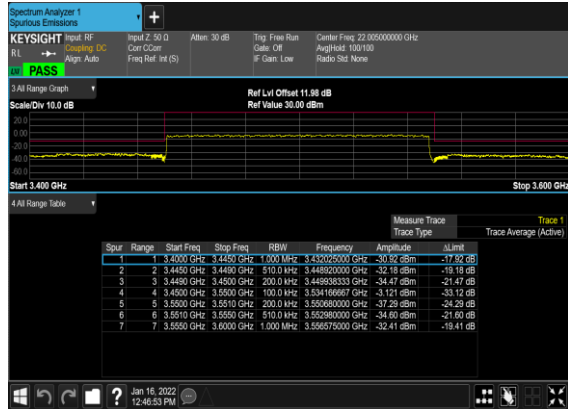 Spectrum Analyzer 1
Spurious Emissions
KEYSIGHT Input: RF Input Z: 50 Ω Atten: 30 dB Trig: Free Run Center Freq: 22.005000000 GHz
RL Coupling: DC Corr CCorr Gate: Off Avg|Hold: 100/100
Align: Auto Freq Ref: Int (S) IF Gain: Low Radio Std: None
PASS
3 All Range Graph Ref Lvl Offset 11.98 dB
Scale/Div 10.0 dB Ref Value 30.00 dBm
20.0
0.00
-20.0
-40.0
-60.0
Start 3.400 GHz Stop 3.600 GHz
4 All Range Table
Measure Trace Trace 1
Trace Type Trace Average (Active)
Spur Range Start Freq Stop Freq RBW Frequency Amplitude ΔLimit
1 1 3.4000 GHz 3.4450 GHz 1.000 MHz 3.432025000 GHz -30.92 dBm -17.92 dB
2 2 3.4450 GHz 3.4490 GHz 510.0 kHz 3.448920000 GHz -32.18 dBm -19.18 dB
3 3 3.4490 GHz 3.4500 GHz 200.0 kHz 3.449938333 GHz -34.47 dBm -21.47 dB
4 4 3.4500 GHz 3.5500 GHz 100.0 kHz 3.534166667 GHz -3.121 dBm -33.12 dB
5 5 3.5500 GHz 3.5510 GHz 200.0 kHz 3.550680000 GHz -37.29 dBm -24.29 dB
6 6 3.5510 GHz 3.5550 GHz 510.0 kHz 3.552980000 GHz -34.60 dBm -21.60 dB
7 7 3.5550 GHz 3.6000 GHz 1.000 MHz 3.556575000 GHz -32.41 dBm -19.41 dB
Jan 16, 2022
12:46:53 PM